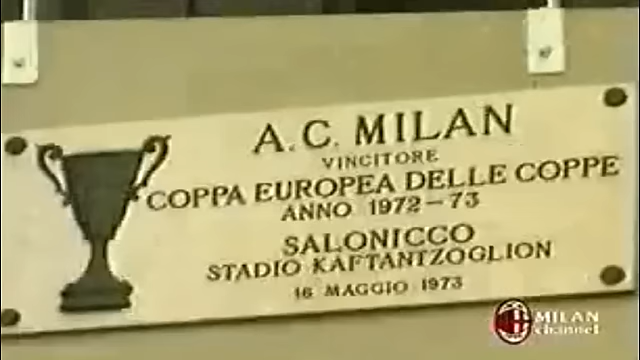 A.C. MILAN
VINCITORE
COPPA EUROPEA DELLE COPPE
ANNO 1972-73
SALONICCO
STADIO KAFTANTZOGLION
16 MAGGIO 1973
MILAN
channel